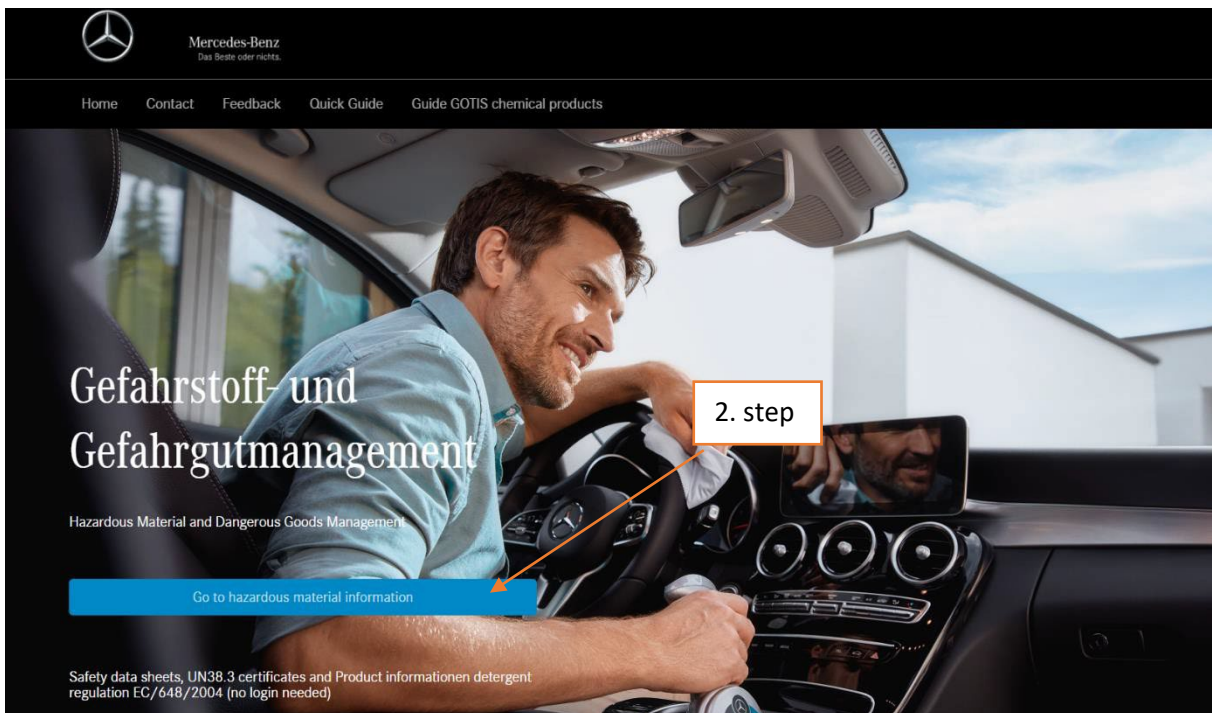 Mercedes-Benz
Das Beste oder nichts.
Home Contact Feedback Quick Guide Guide GOTIS chemical products
Gefahrstoff- und
Gefahrgutmanagement
2. step
Hazardous Material and Dangerous Goods Management
Go to hazardous material information
Safety data sheets, UN38.3 certificates and Product informationen detergent
regulation EC/648/2004 (no login needed)